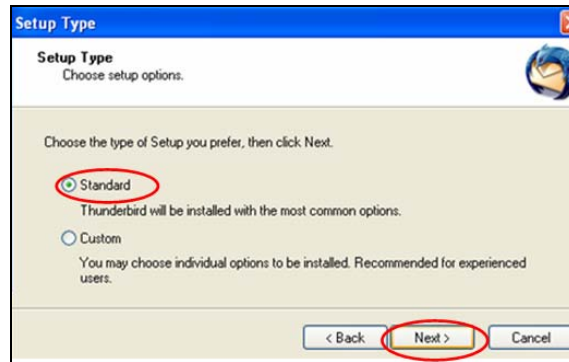 Setup Type
Setup Type
Choose setup options.
Choose the type of Setup you prefer, then click Next.
Standard
Thunderbird will be installed with the most common options.
Custom
You may choose individual options to be installed. Recommended for experienced
users.
< Back Next > Cancel